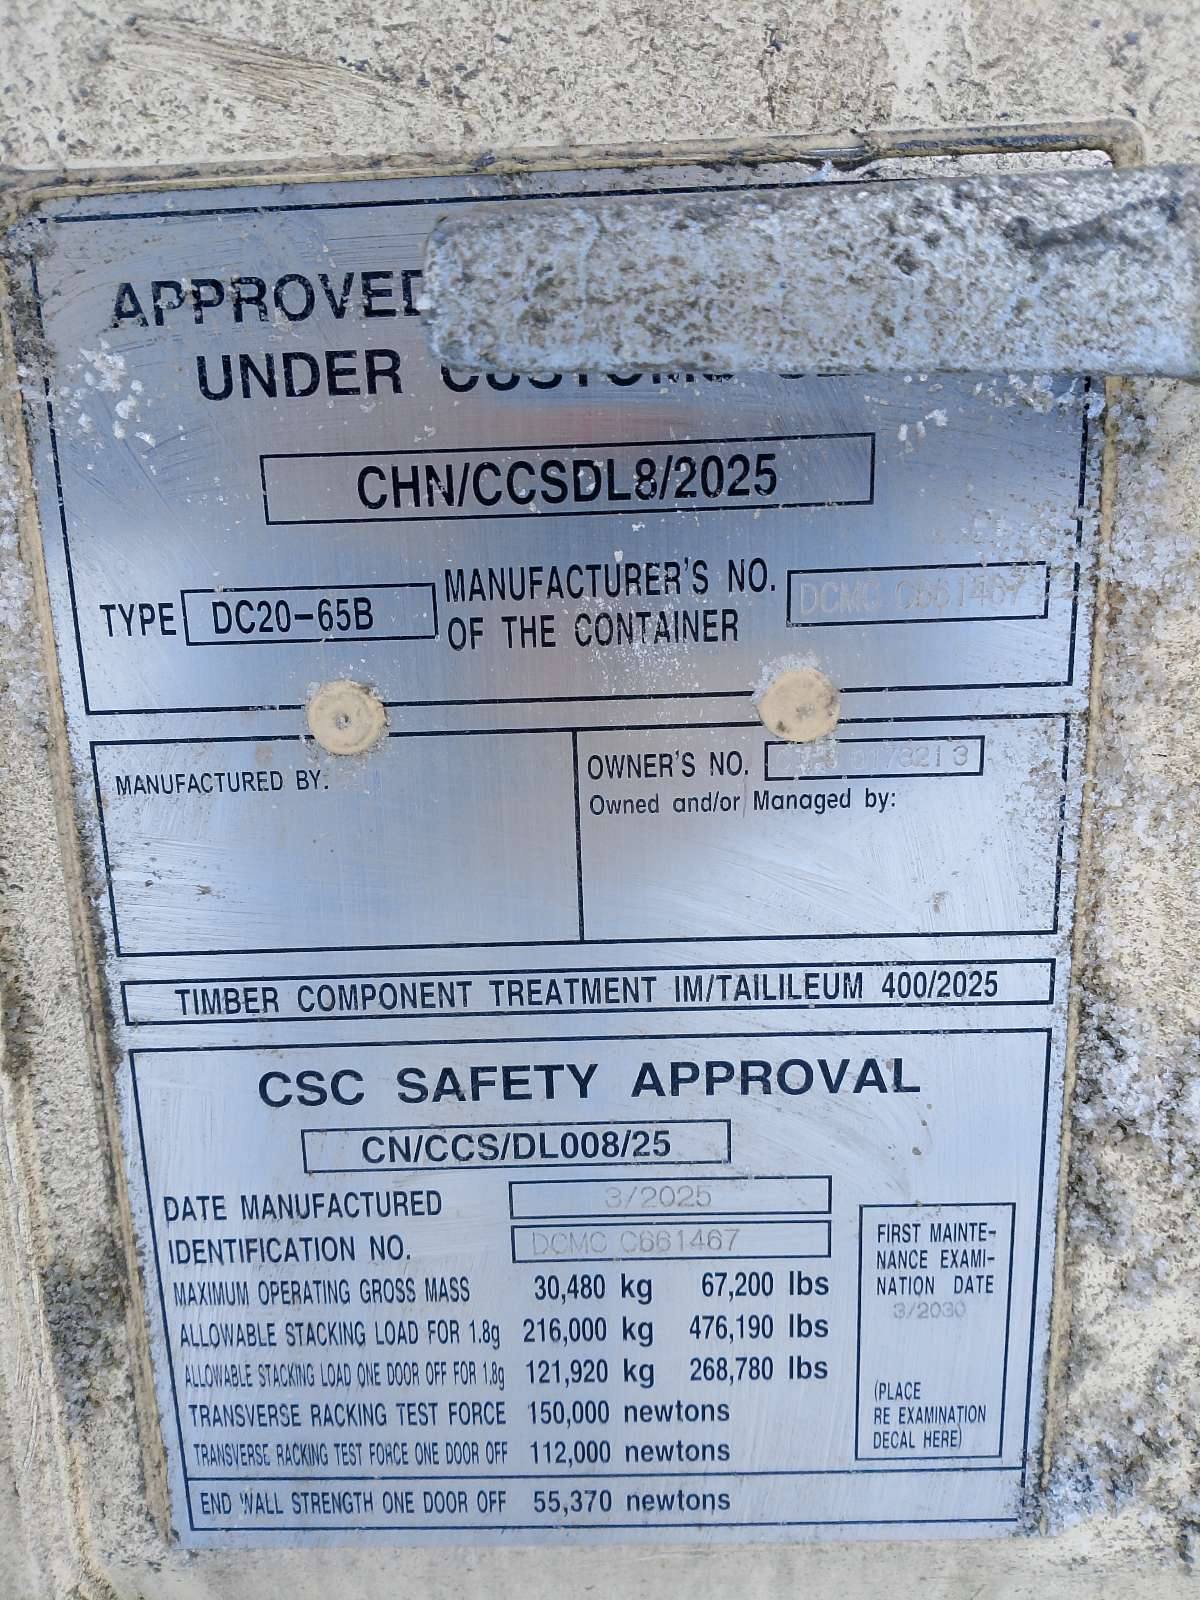 APPROVED
UNDER CUSTOMS
CHN/CCSDL8/2025
TYPE DC20-65B MANUFACTURER'S NO. OF THE CONTAINER DCMC C661467
MANUFACTURED BY:
OWNER'S NO.
Owned and/or Managed by:
TIMBER COMPONENT TREATMENT IM/TAILILEUM 400/2025
CSC SAFETY APPROVAL
CN/CCS/DL008/25
DATE MANUFACTURED 3/2025
IDENTIFICATION NO. DCMC C661467
MAXIMUM OPERATING GROSS MASS 30,480 kg 67,200 lbs
ALLOWABLE STACKING LOAD FOR 1.8g 216,000 kg 476,190 lbs
ALLOWABLE STACKING LOAD ONE DOOR OFF FOR 1.8g 121,920 kg 268,780 lbs
TRANSVERSE RACKING TEST FORCE 150,000 newtons
TRANSVERSE RACKING TEST FORCE ONE DOOR OFF 112,000 newtons
END WALL STRENGTH ONE DOOR OFF 55,370 newtons
FIRST MAINTE-
NANCE EXAMI-
NATION DATE
3/2030
(PLACE
RE EXAMINATION
DECAL HERE)